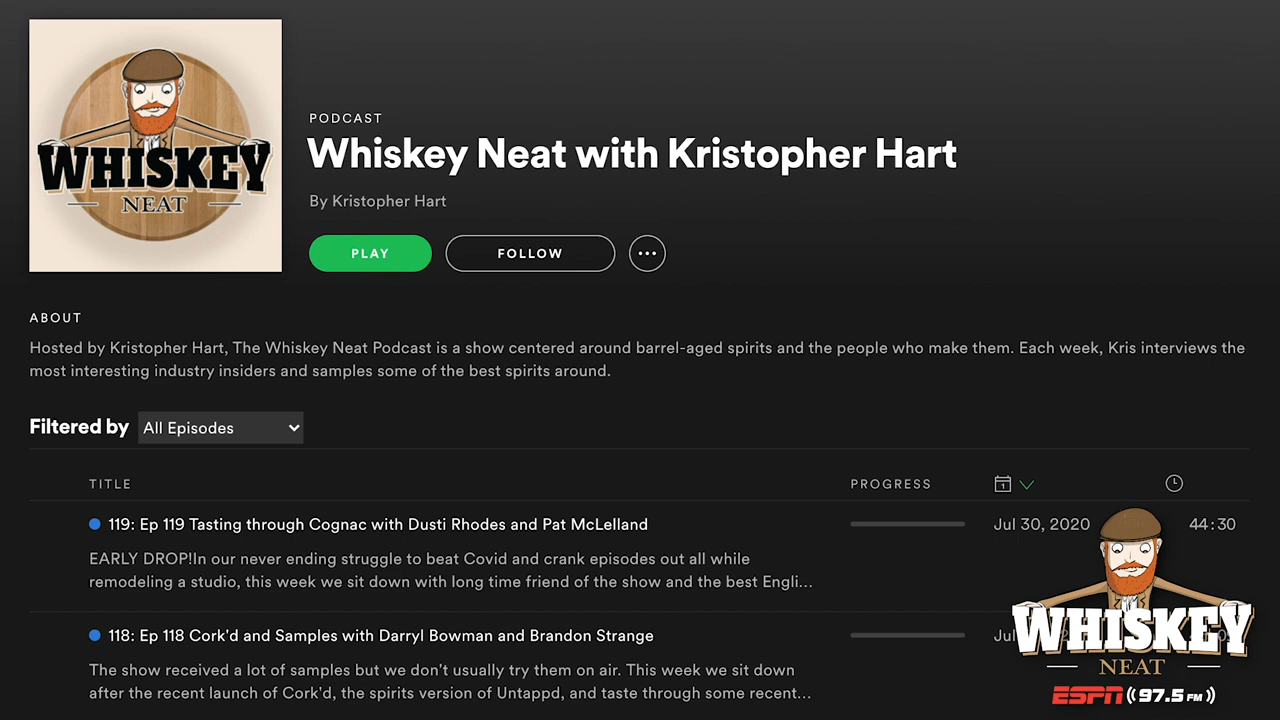 WHISKEY
NEAT
PODCAST
Whiskey Neat with Kristopher Hart
By Kristopher Hart
PLAY
FOLLOW
ABOUT
Hosted by Kristopher Hart, The Whiskey Neat Podcast is a show centered around barrel-aged spirits and the people who make them. Each week, Kris interviews the
most interesting industry insiders and samples some of the best spirits around.
Filtered by All Episodes
TITLE PROGRESS
119: Ep 119 Tasting through Cognac with Dusti Rhodes and Pat McLelland Jul 30, 2020 44:30
EARLY DROP!In our never ending struggle to beat Covid and crank episodes out all while
remodeling a studio, this week we sit down with long time friend of the show and the best Engli...
118: Ep 118 Cork'd and Samples with Darryl Bowman and Brandon Strange
The show received a lot of samples but we don't usually try them on air. This week we sit down
after the recent launch of Cork'd, the spirits version of Untappd, and taste through some recent...
WHISKEY
NEAT
ESPN 97.5 FM